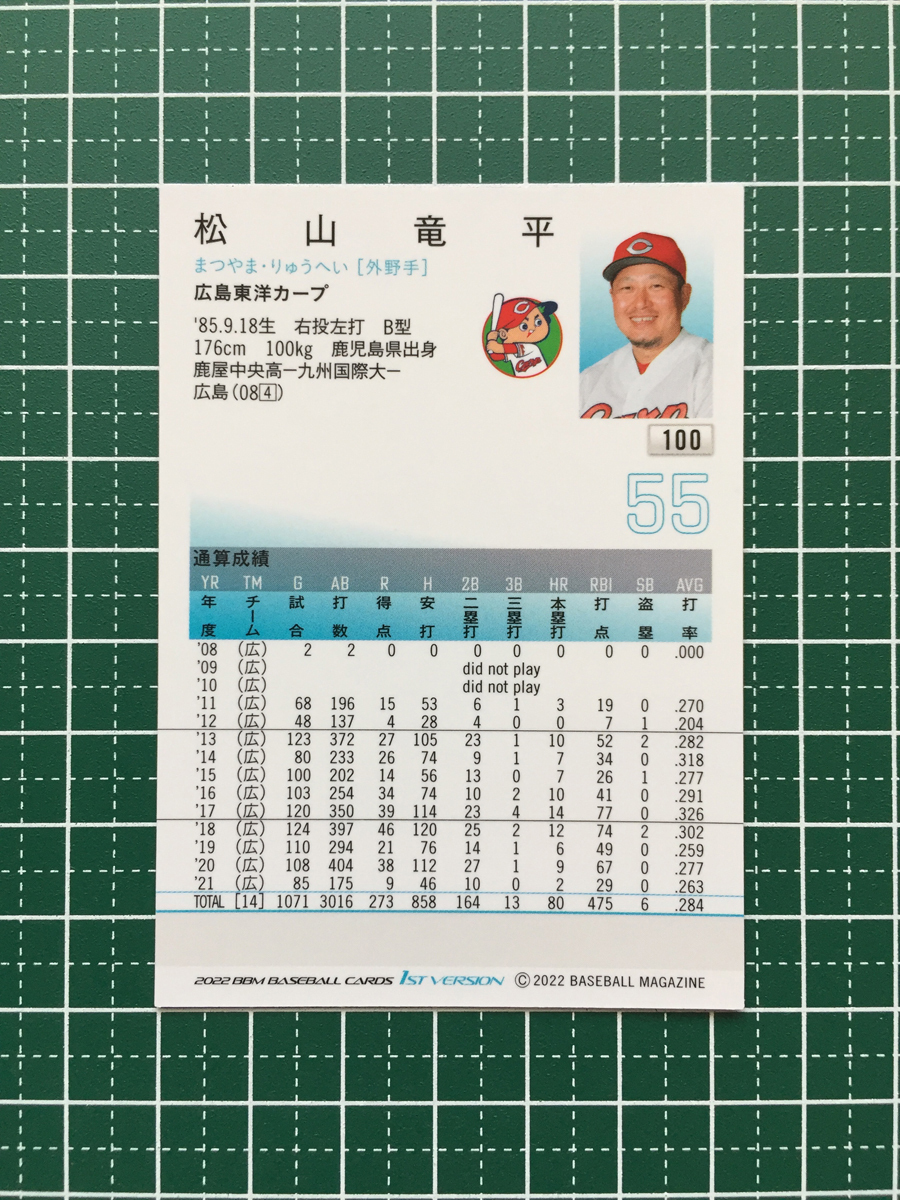 松山竜平
まつやま・りゅうへい［外野手］
広島東洋カープ
'85.9.18生　右投左打　B型
176cm　100kg　鹿児島県出身
鹿屋中央高ー九州国際大ー
広島（08④）
C
C
Carp
Carp
100
55
通算成績
YR TM G AB R H 2B 3B HR RBI SB AVG
年度 チーム 試合 打数 得点 安打 二塁打 三塁打 本塁打 打点 盗塁 打率
'08 （広） 2 2 0 0 0 0 0 0 0 .000
'09 （広） did not play
'10 （広） did not play
'11 （広） 68 196 15 53 6 1 3 19 0 .270
'12 （広） 48 137 4 28 4 0 0 7 1 .204
'13 （広） 123 372 27 105 23 1 10 52 2 .282
'14 （広） 80 233 26 74 9 1 7 34 0 .318
'15 （広） 100 202 14 56 13 0 7 26 1 .277
'16 （広） 103 254 34 74 10 2 10 41 0 .291
'17 （広） 120 350 39 114 23 4 14 77 0 .326
'18 （広） 124 397 46 120 25 2 12 74 2 .302
'19 （広） 110 294 21 76 14 1 6 49 0 .259
'20 （広） 108 404 38 112 27 1 9 67 0 .277
'21 （広） 85 175 9 46 10 0 2 29 0 .263
TOTAL [14] 1071 3016 273 858 164 13 80 475 6 .284
2022 BBM BASEBALL CARDS 1ST VERSION © 2022 BASEBALL MAGAZINE